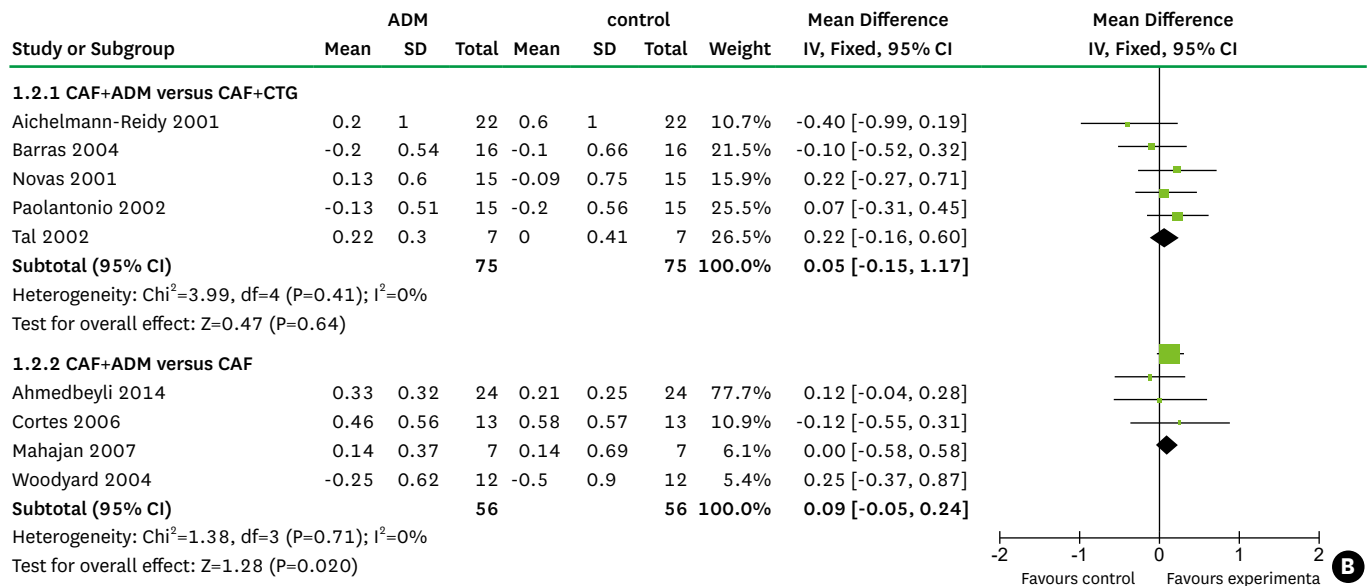 ADM control Mean Difference Mean Difference
Study or Subgroup Mean SD Total Mean SD Total Weight IV, Fixed, 95% CI IV, Fixed, 95% CI
1.2.1 CAF+ADM versus CAF+CTG
Aichelmann-Reidy 2001 0.2 1 22 0.6 1 22 10.7% -0.40 [-0.99, 0.19]
Barras 2004 -0.2 0.54 16 -0.1 0.66 16 21.5% -0.10 [-0.52, 0.32]
Novas 2001 0.13 0.6 15 -0.09 0.75 15 15.9% 0.22 [-0.27, 0.71]
Paolantonio 2002 -0.13 0.51 15 -0.2 0.56 15 25.5% 0.07 [-0.31, 0.45]
Tal 2002 0.22 0.3 7 0 0.41 7 26.5% 0.22 [-0.16, 0.60]
Subtotal (95% CI) 75 75 100.0% 0.05 [-0.15, 1.17]
Heterogeneity: Chi²=3.99, df=4 (P=0.41); I²=0%
Test for overall effect: Z=0.47 (P=0.64)
1.2.2 CAF+ADM versus CAF
Ahmedbeyli 2014 0.33 0.32 24 0.21 0.25 24 77.7% 0.12 [-0.04, 0.28]
Cortes 2006 0.46 0.56 13 0.58 0.57 13 10.9% -0.12 [-0.55, 0.31]
Mahajan 2007 0.14 0.37 7 0.14 0.69 7 6.1% 0.00 [-0.58, 0.58]
Woodyard 2004 -0.25 0.62 12 -0.5 0.9 12 5.4% 0.25 [-0.37, 0.87]
Subtotal (95% CI) 56 56 100.0% 0.09 [-0.05, 0.24]
Heterogeneity: Chi²=1.38, df=3 (P=0.71); I²=0%
Test for overall effect: Z=1.28 (P=0.020)
-2 -1 0 1 2
Favours control Favours experimenta
B